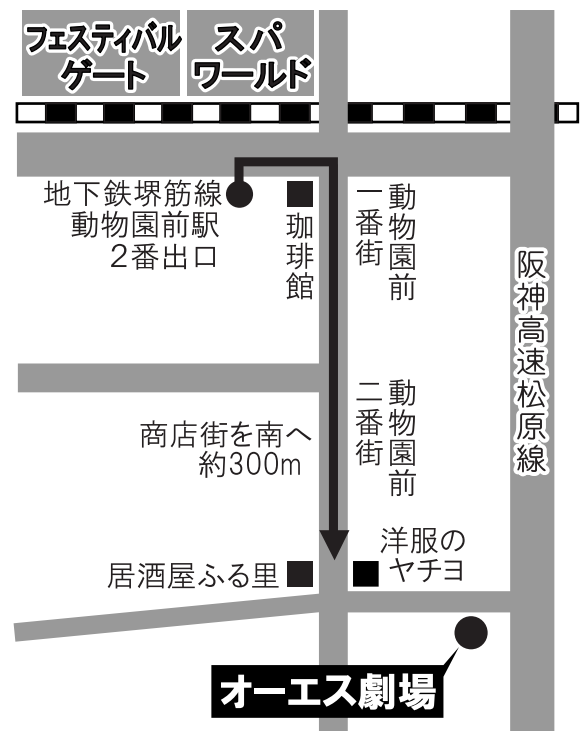 フェスティバル
ゲート
スパ
ワールド
地下鉄堺筋線
動物園前駅
2番出口
珈琲館
動物園前
一番街
阪神高速松原線
動物園前
二番街
商店街を南へ
約300m
洋服の
ヤチヨ
居酒屋ふる里
オーエス劇場